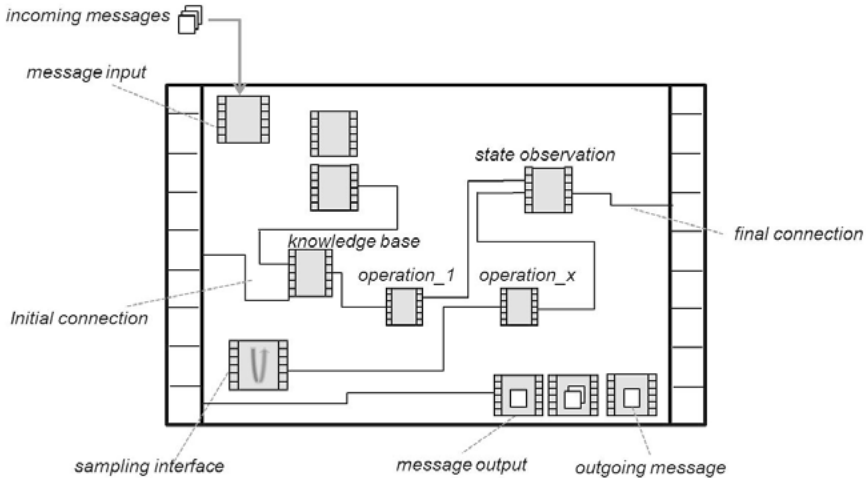 incoming messages
message input
state observation
final connection
knowledge base
operation_1
operation_x
Initial connection
sampling interface
message output
outgoing message